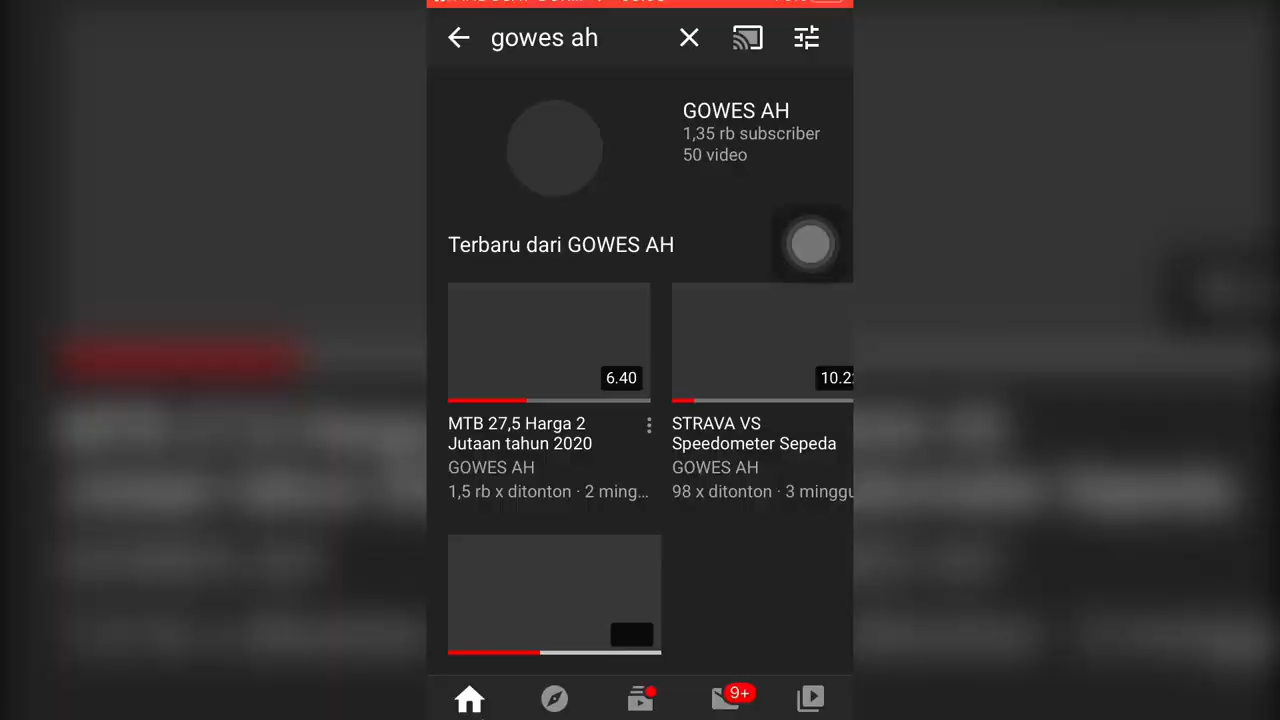 gowes ah
GOWES AH
1,35 rb subscriber
50 video
Terbaru dari GOWES AH
6.40
10.22
MTB 27,5 Harga 2
Jutaan tahun 2020
GOWES AH
1,5 rb x ditonton · 2 ming...
STRAVA VS
Speedometer Sepeda
GOWES AH
98 x ditonton · 3 minggu
9+